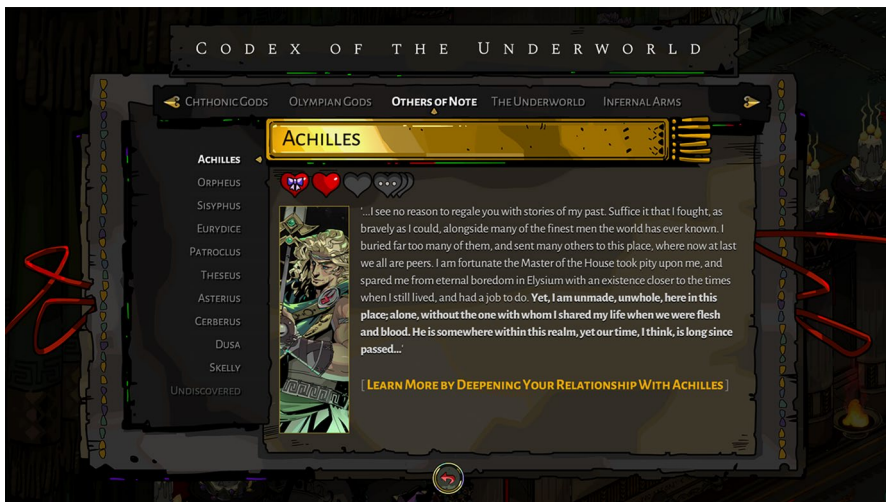 CODEX OF THE UNDERWORLD
CHTHONIC GODS
OLYMPIAN GODS
OTHERS OF NOTE
THE UNDERWORLD
INFERNAL ARMS
ACHILLES
ACHILLES
ORPHEUS
SISYPHUS
EURYDICE
PATROCLUS
THESEUS
ASTERIUS
CERBERUS
DUSA
SKELLY
UNDISCOVERED
'...I see no reason to regale you with stories of my past. Suffice it that I fought, as
bravely as I could, alongside many of the finest men the world has ever known. I
buried far too many of them, and sent many others to this place, where now at last
we all are peers. I am fortunate the Master of the House took pity upon me, and
spared me from eternal boredom in Elysium with an existence closer to the times
when I still lived, and had a job to do. Yet, I am unmade, unwhole, here in this
place; alone, without the one with whom I shared my life when we were flesh
and blood. He is somewhere within this realm, yet our time, I think, is long since
passed...'
[ LEARN MORE BY DEEPENING YOUR RELATIONSHIP WITH ACHILLES ]